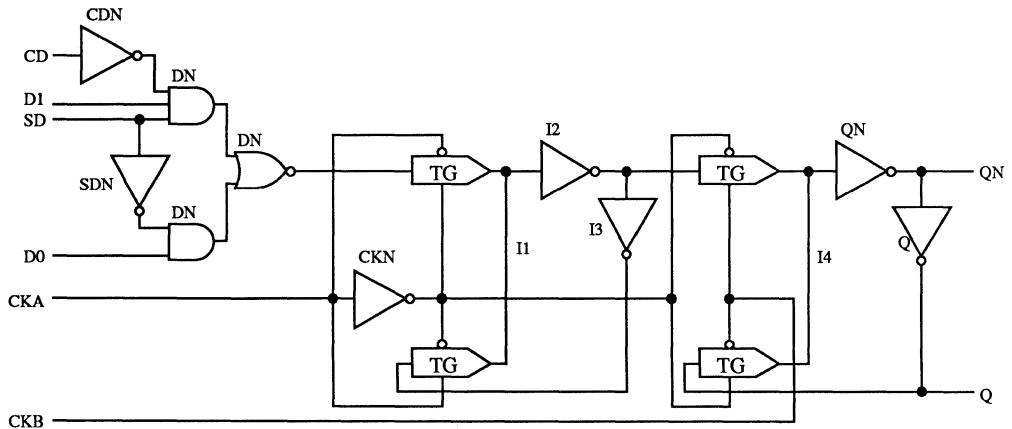 CDN
CD
DN
D1
SD
DN
SDN
DN
D0
CKA
CKN
CKB
TG
TG
I1
I2
I3
TG
TG
I4
QN
QN
Q
Q